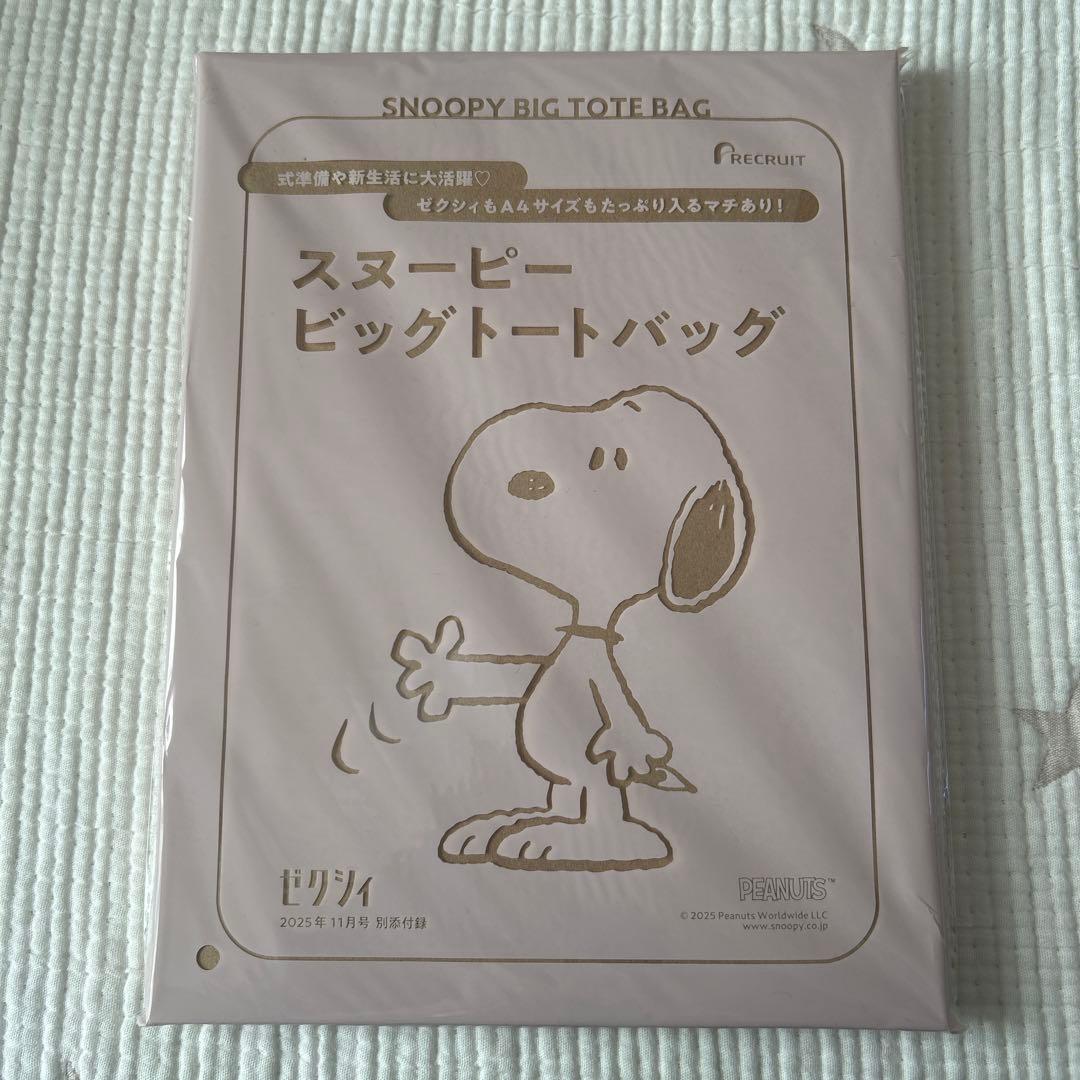 SNOOPY BIG TOTE BAG
RECRUIT
式準備や新生活に大活躍♡
ゼクシィもA4サイズもたっぷり入るマチあり!
スヌーピー
ビッグトートバッグ
ゼクシィ
2025年11月号 別添付録
PEANUTS™
© 2025 Peanuts Worldwide LLC
www.snoopy.co.jp